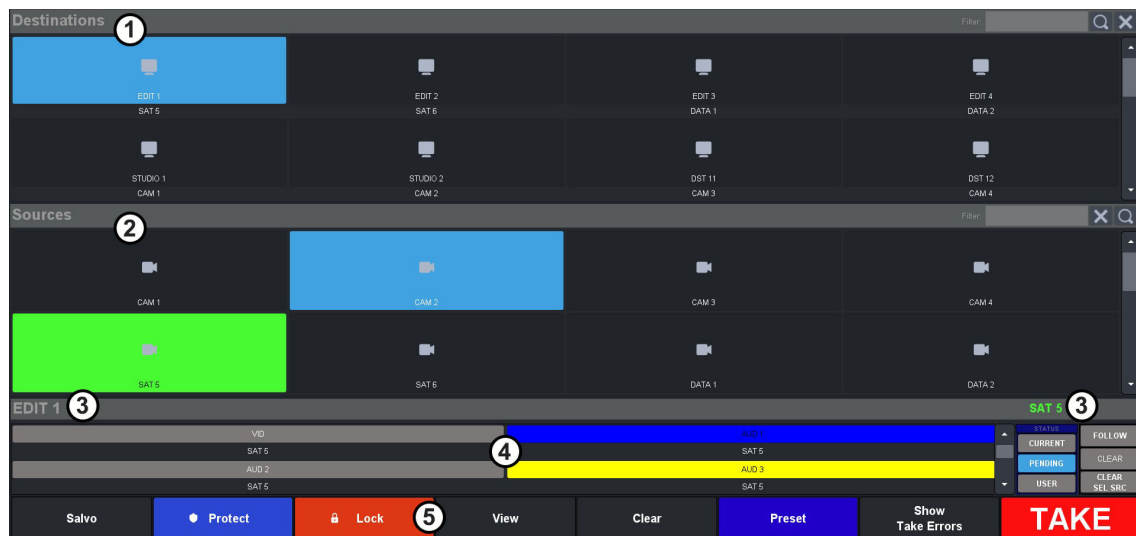 Destinations
1
Filter
EDIT 1
EDIT 2
EDIT 3
EDIT 4
SAT 5
SAT 6
DATA 1
DATA 2
STUDIO 1
STUDIO 2
DST 11
DST 12
CAM 1
CAM 2
CAM 3
CAM 4
Sources
2
Filter
CAM 1
CAM 2
CAM 3
CAM 4
SAT 5
SAT 6
DATA 1
DATA 2
EDIT 1
3
SAT 5
3
VID
SAT 5
SAT 5
AUD 2
AUD 3
SAT 5
SAT 5
4
STATUS
CURRENT
PENDING
USER
FOLLOW
CLEAR
CLEAR
SEL SRC
Salvo
Protect
Lock
5
View
Clear
Preset
Show
Take Errors
TAKE